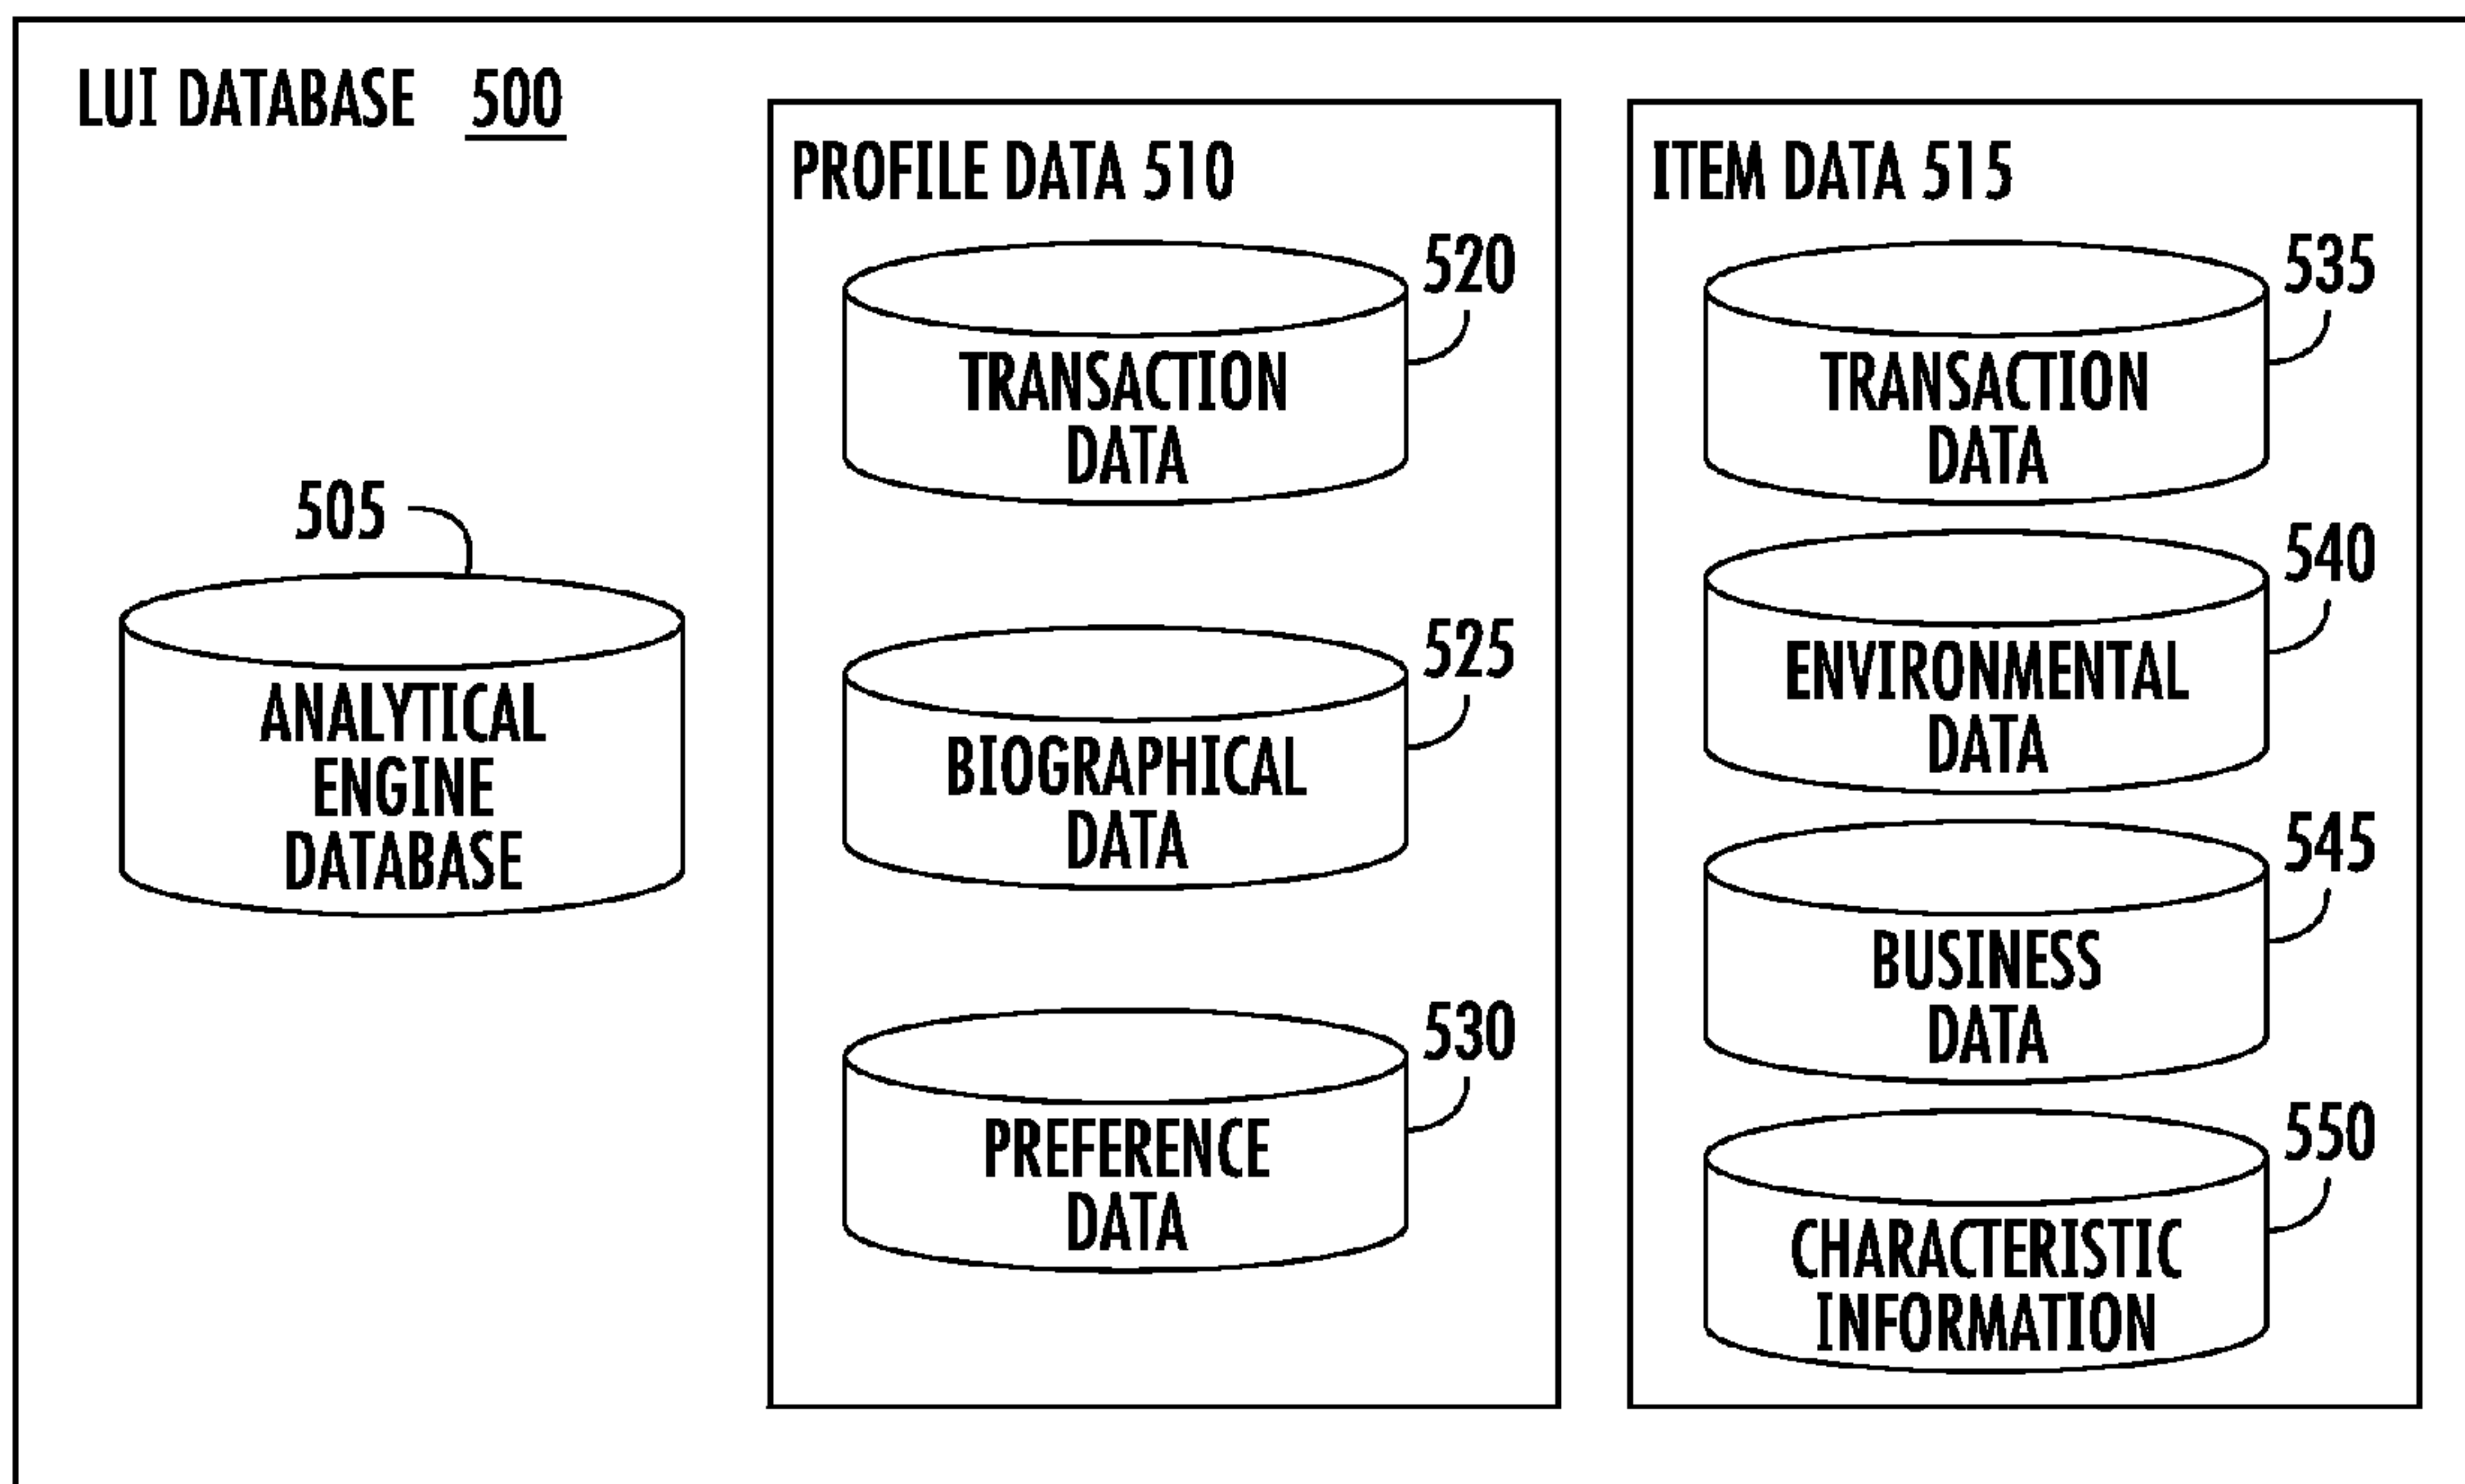 LUI DATABASE 500
505
ANALYTICAL
ENGINE
DATABASE
PROFILE DATA 510
520
TRANSACTION
DATA
525
BIOGRAPHICAL
DATA
530
PREFERENCE
DATA
ITEM DATA 515
535
TRANSACTION
DATA
540
ENVIRONMENTAL
DATA
545
BUSINESS
DATA
550
CHARACTERISTIC
INFORMATION